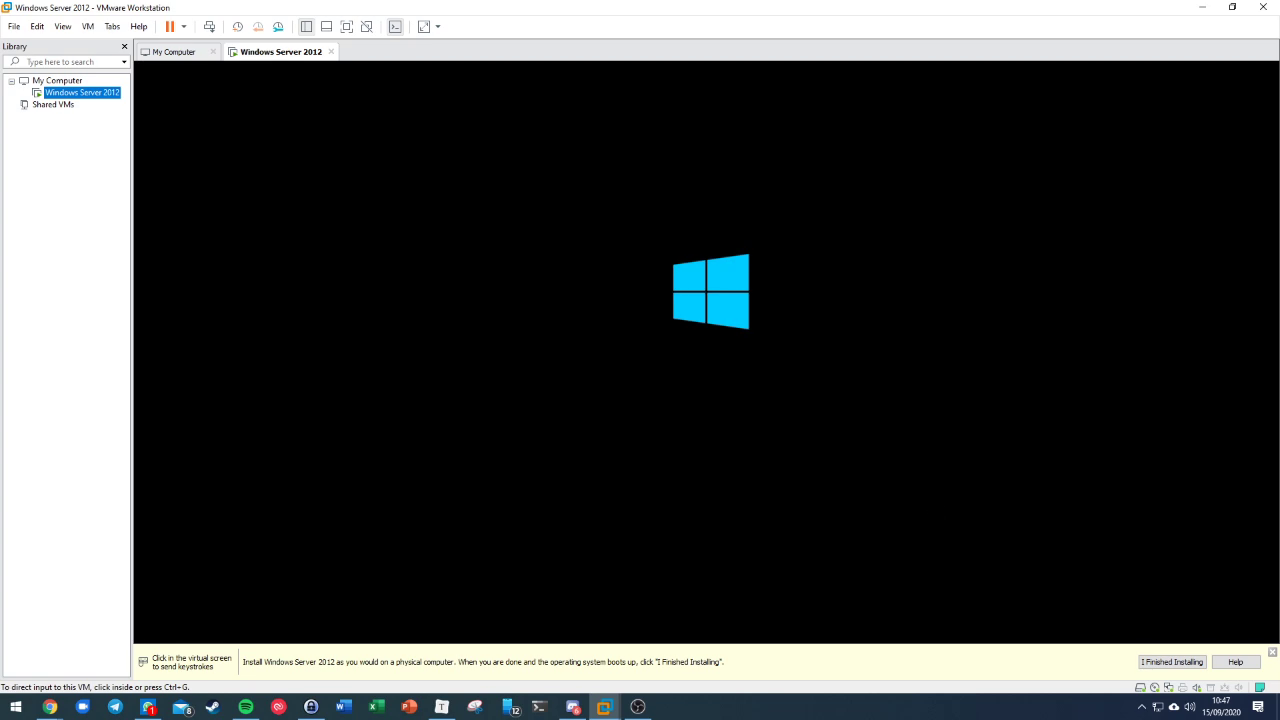 Windows Server 2012 - VMware Workstation
File Edit View VM Tabs Help
Library
My Computer
Windows Server 2012
Type here to search
My Computer
Windows Server 2012
Shared VMs
Click in the virtual screen
to send keystrokes
Install Windows Server 2012 as you would on a physical computer. When you are done and the operating system boots up, click "I Finished Installing".
I Finished Installing
Help
To direct input to this VM, click inside or press Ctrl+G.
1
8
12
10:47
15/09/2020